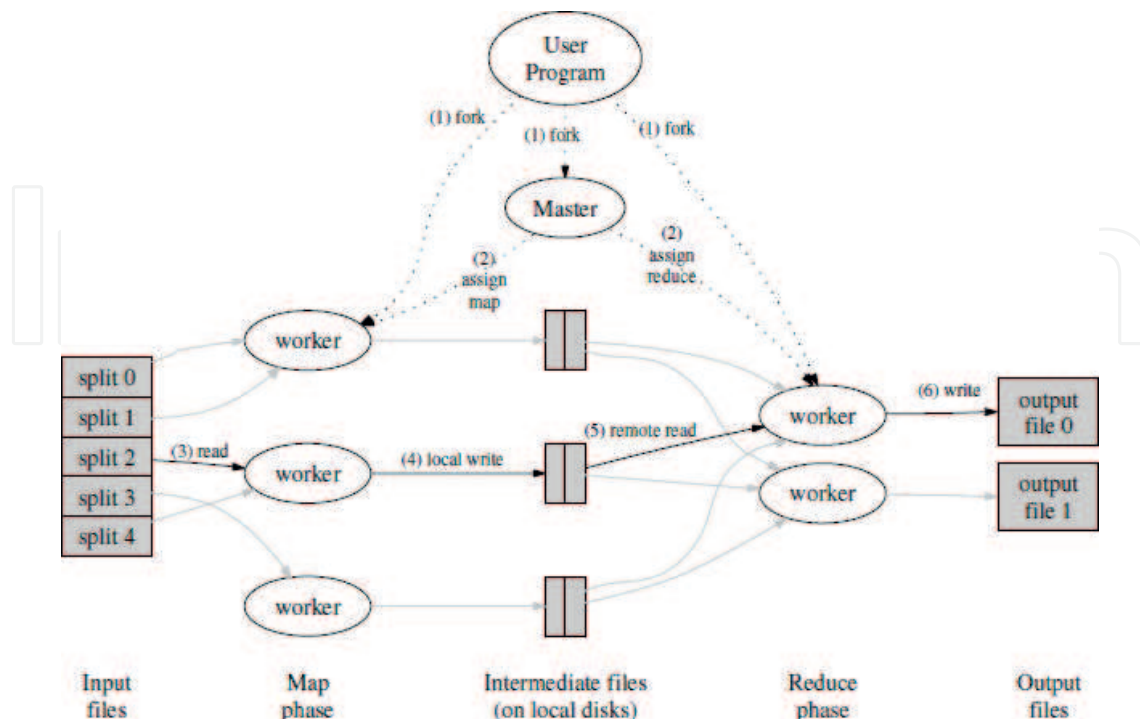 User
Program
(1) fork
(1) fork
(1) fork
Master
(2)
assign
map
(2)
assign
reduce
worker
split 0
split 1
split 2
split 3
split 4
(3) read
worker
(4) local write
(5) remote read
worker
(6) write
output
file 0
worker
output
file 1
worker
Input
files
Map
phase
Intermediate files
(on local disks)
Reduce
phase
Output
files